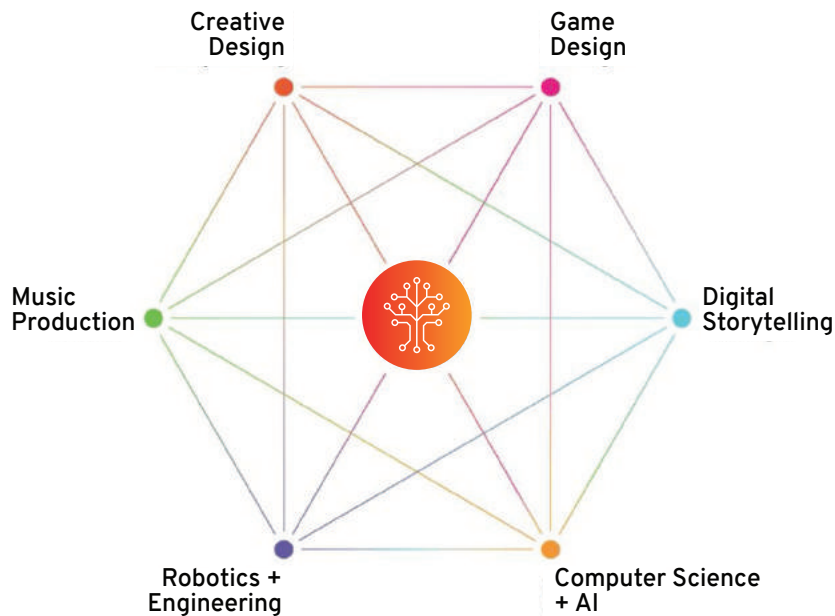 Creative
Design
Game
Design
Music
Production
Digital
Storytelling
Robotics +
Engineering
Computer Science
+ AI